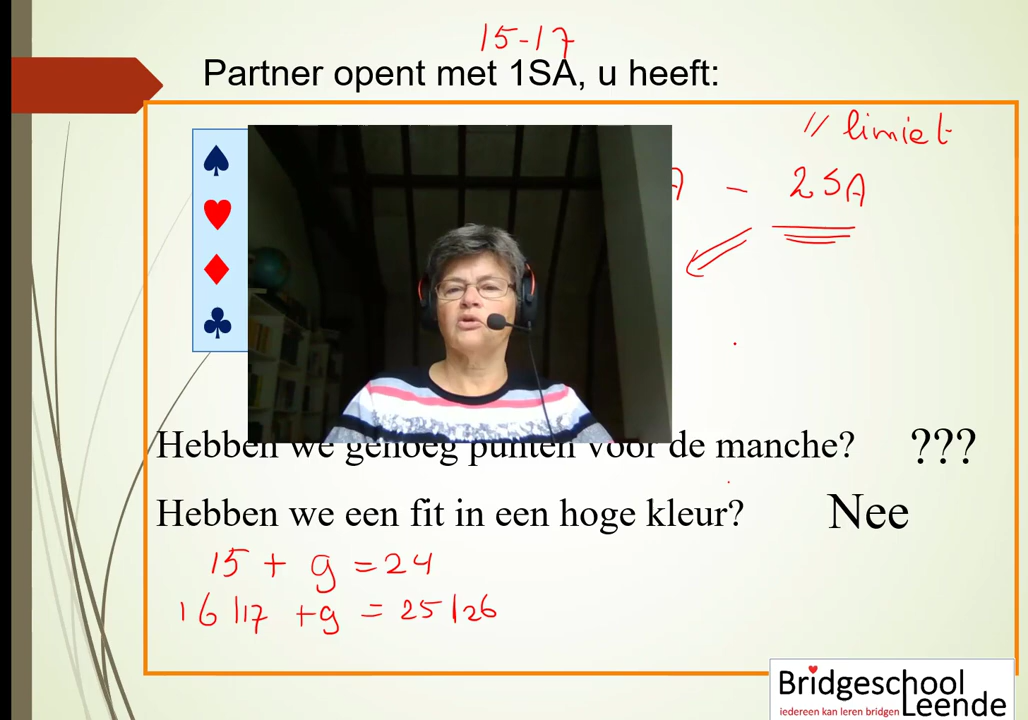 15-17
Partner opent met 1SA, u heeft:
// limiet
A - 2SA
Hebben we genoeg punten voor de manche? ???
Hebben we een fit in een hoge kleur? Nee
15 + 9 = 24
16/17 + 9 = 25/26
Bridgeschool
iedereen kan leren bridgen Leende